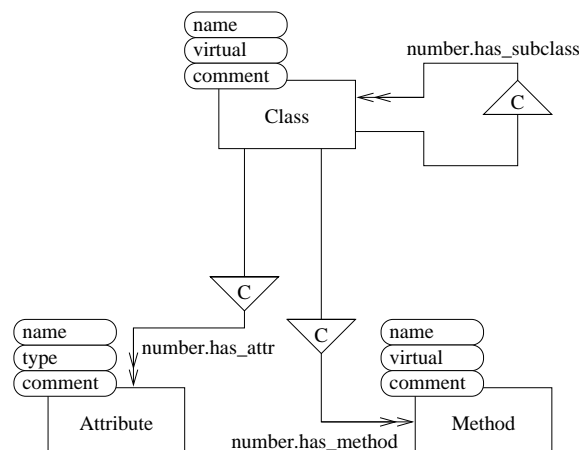 name
virtual
comment
Class
number.has_subclass
C
C
C
name
type
comment
Attribute
number.has_attr
name
virtual
comment
Method
number.has_method